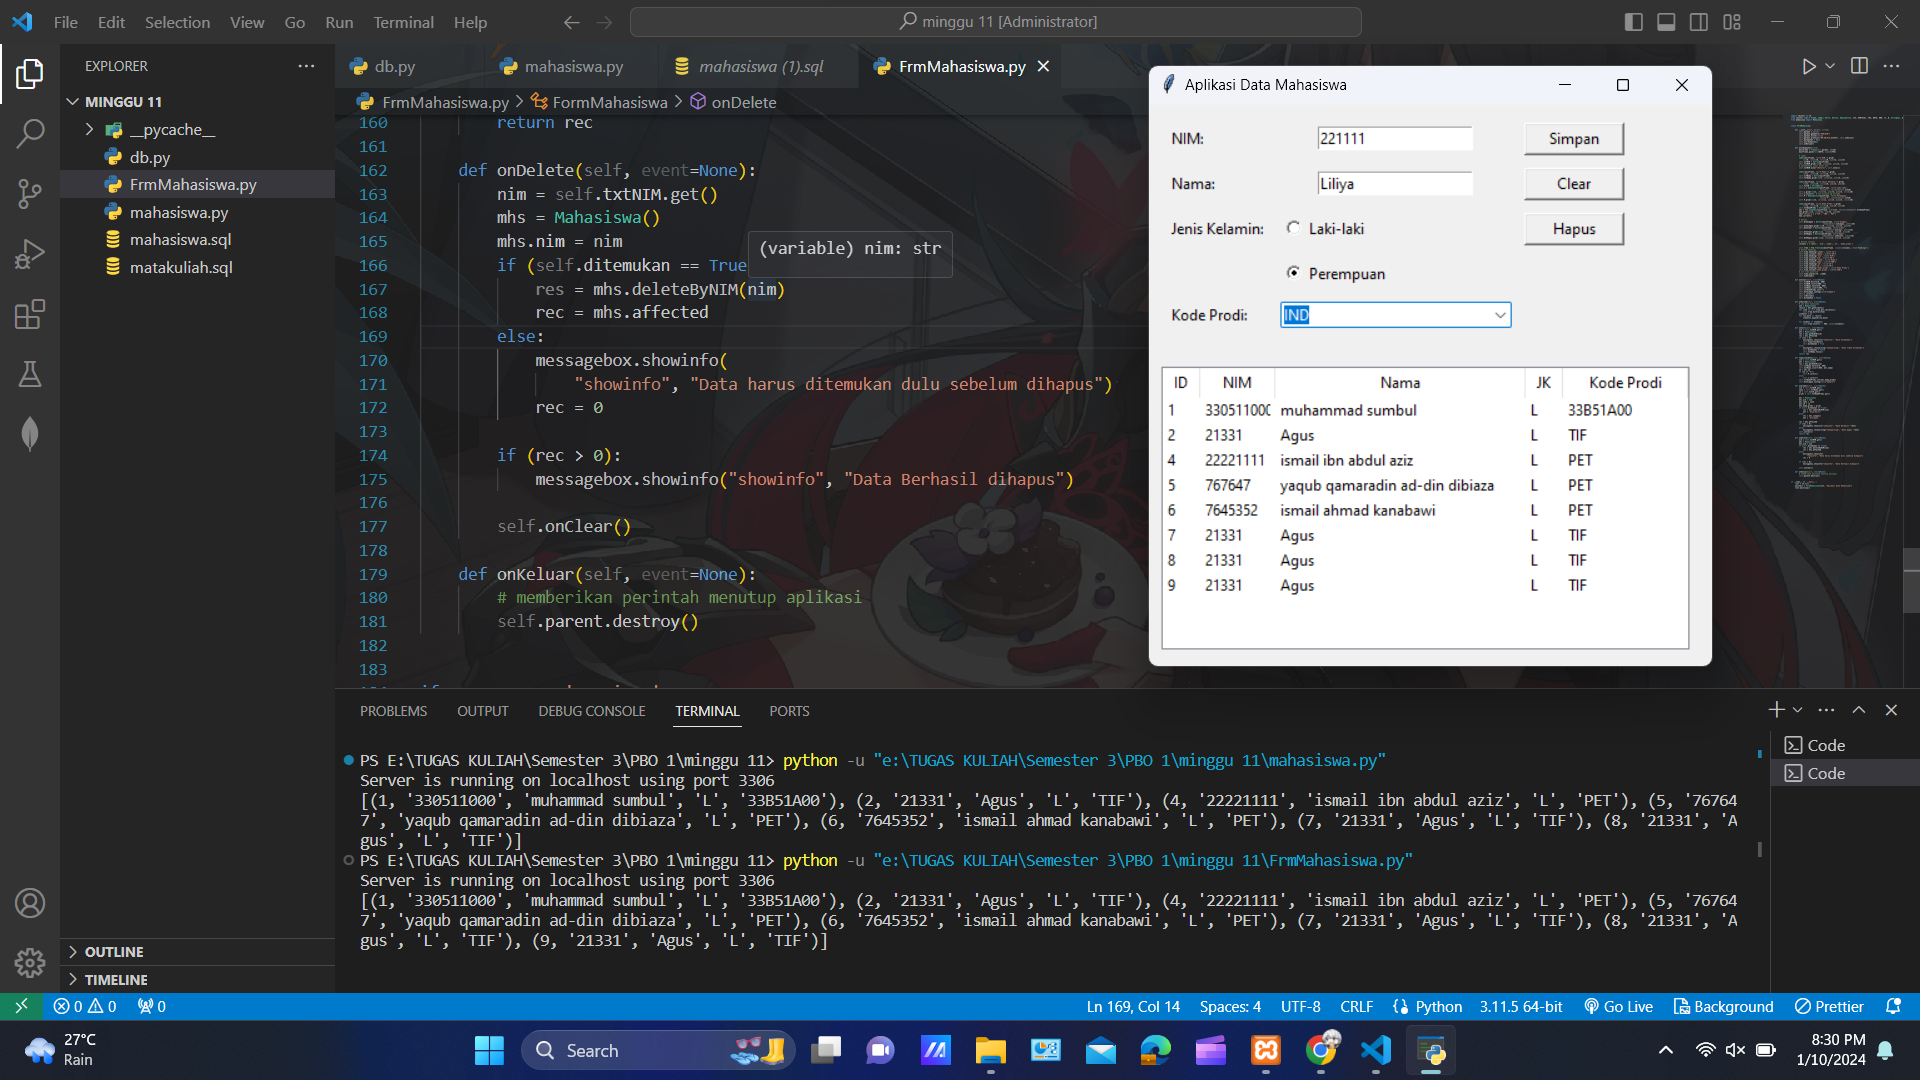 File Edit Selection View Go Run Terminal Help
minggu 11 [Administrator]
EXPLORER
MINGGU 11
__pycache__
db.py
FrmMahasiswa.py
mahasiswa.py
mahasiswa.sql
matakuliah.sql
OUTLINE
TIMELINE
db.py mahasiswa.py mahasiswa (1).sql FrmMahasiswa.py
FrmMahasiswa.py > FormMahasiswa > onDelete
160 return rec
161
162 def onDelete(self, event=None):
163 nim = self.txtNIM.get()
164 mhs = Mahasiswa()
165 mhs.nim = nim
166 if (self.ditemukan == True
(variable) nim: str
167 res = mhs.deleteByNIM(nim)
168 rec = mhs.affected
169 else:
170 messagebox.showinfo(
171 "showinfo", "Data harus ditemukan dulu sebelum dihapus")
172 rec = 0
173
174 if (rec > 0):
175 messagebox.showinfo("showinfo", "Data Berhasil dihapus")
176
177 self.onClear()
178
179 def onKeluar(self, event=None):
180 # memberikan perintah menutup aplikasi
181 self.parent.destroy()
182
183
Aplikasi Data Mahasiswa
NIM: 221111 Simpan
Nama: Liliya Clear
Jenis Kelamin: Laki-laki Hapus
Perempuan
Kode Prodi: IND
ID NIM Nama JK Kode Prodi
1 33051100 muhammad sumbul L 33B51A00
2 21331 Agus L TIF
4 22221111 ismail ibn abdul aziz L PET
5 767647 yaqub qamaradin ad-din dibiaza L PET
6 7645352 ismail ahmad kanabawi L PET
7 21331 Agus L TIF
8 21331 Agus L TIF
9 21331 Agus L TIF
PROBLEMS OUTPUT DEBUG CONSOLE TERMINAL PORTS
PS E:\TUGAS KULIAH\Semester 3\PBO 1\minggu 11> python -u "e:\TUGAS KULIAH\Semester 3\PBO 1\minggu 11\mahasiswa.py"
Server is running on localhost using port 3306
[(1, '330511000', 'muhammad sumbul', 'L', '33B51A00'), (2, '21331', 'Agus', 'L', 'TIF'), (4, '22221111', 'ismail ibn abdul aziz', 'L', 'PET'), (5, '76764
7', 'yaqub qamaradin ad-din dibiaza', 'L', 'PET'), (6, '7645352', 'ismail ahmad kanabawi', 'L', 'PET'), (7, '21331', 'Agus', 'L', 'TIF'), (8, '21331', 'A
gus', 'L', 'TIF')]
PS E:\TUGAS KULIAH\Semester 3\PBO 1\minggu 11> python -u "e:\TUGAS KULIAH\Semester 3\PBO 1\minggu 11\FrmMahasiswa.py"
Server is running on localhost using port 3306
[(1, '330511000', 'muhammad sumbul', 'L', '33B51A00'), (2, '21331', 'Agus', 'L', 'TIF'), (4, '22221111', 'ismail ibn abdul aziz', 'L', 'PET'), (5, '76764
7', 'yaqub qamaradin ad-din dibiaza', 'L', 'PET'), (6, '7645352', 'ismail ahmad kanabawi', 'L', 'PET'), (7, '21331', 'Agus', 'L', 'TIF'), (8, '21331', 'A
gus', 'L', 'TIF'), (9, '21331', 'Agus', 'L', 'TIF')]
Code
Code
0 0 0 Ln 169, Col 14 Spaces: 4 UTF-8 CRLF Python 3.11.5 64-bit Go Live Background Prettier
27°C
Rain
Search
8:30 PM
1/10/2024